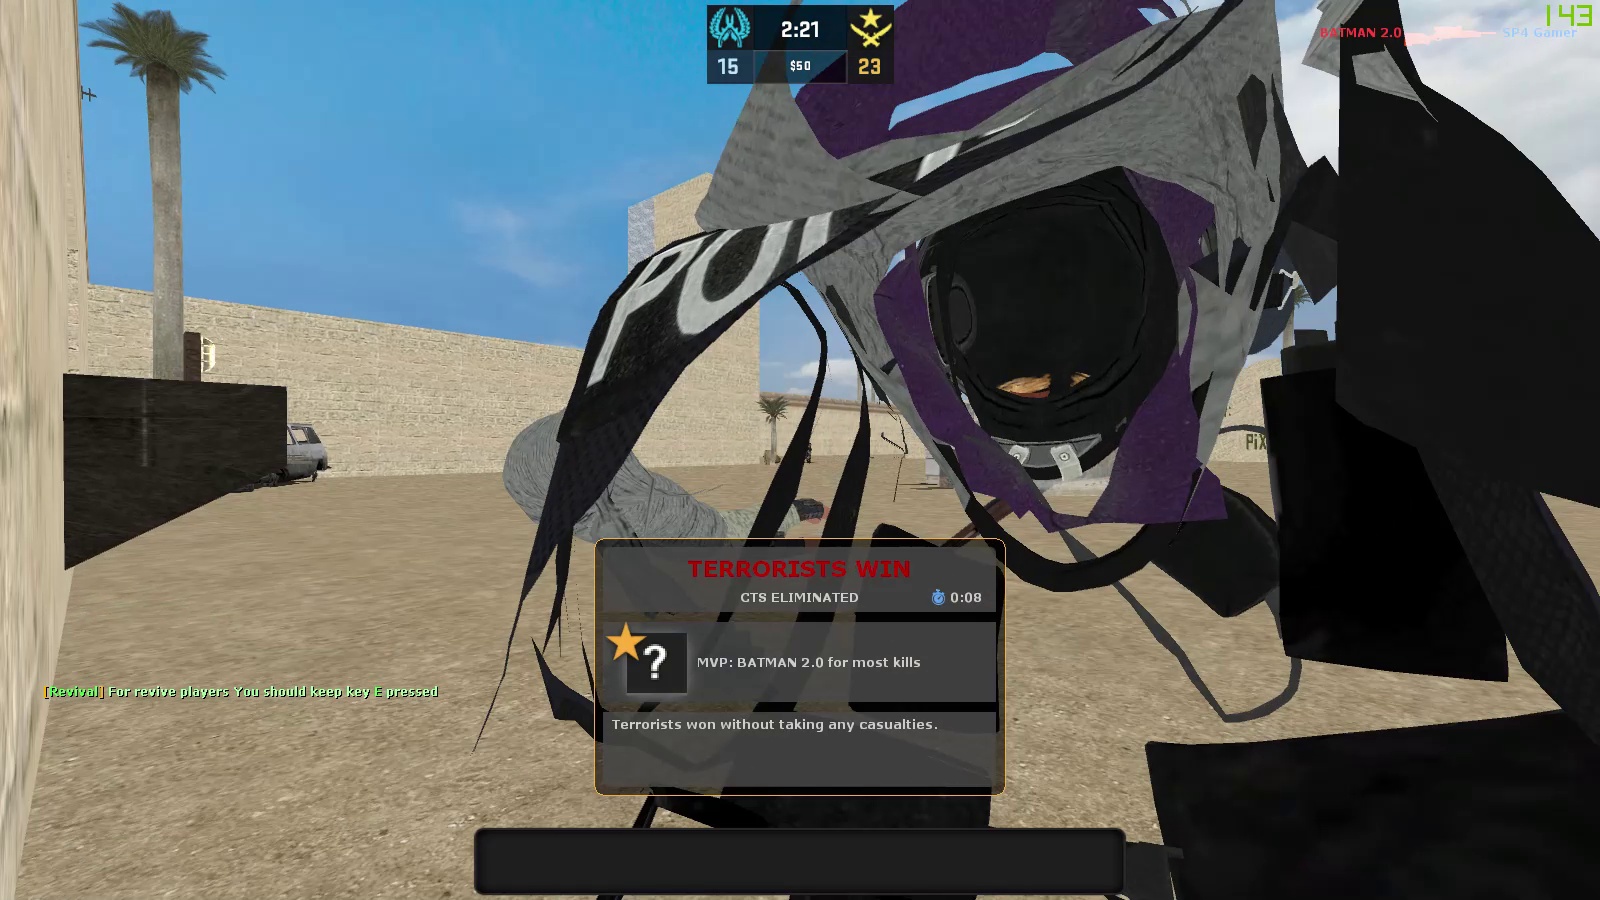 143
2:21
BATMAN 2.0 SP4 Gamer
15 $50 23
TERRORISTS WIN
CTS ELIMINATED 0:08
?
MVP: BATMAN 2.0 for most kills
[Revival] For revive players You should keep key E pressed
Terrorists won without taking any casualties.